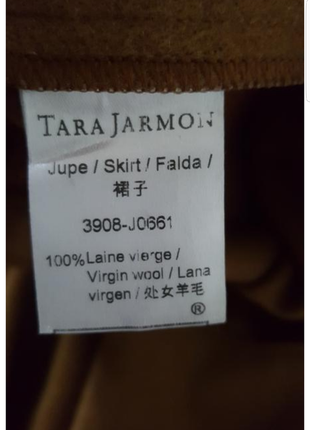 TARA JARMON
Jupe / Skirt / Falda /
裙子
3908-J0661
100%Laine vierge /
Virgin wool / Lana
virgen / 处女羊毛
®